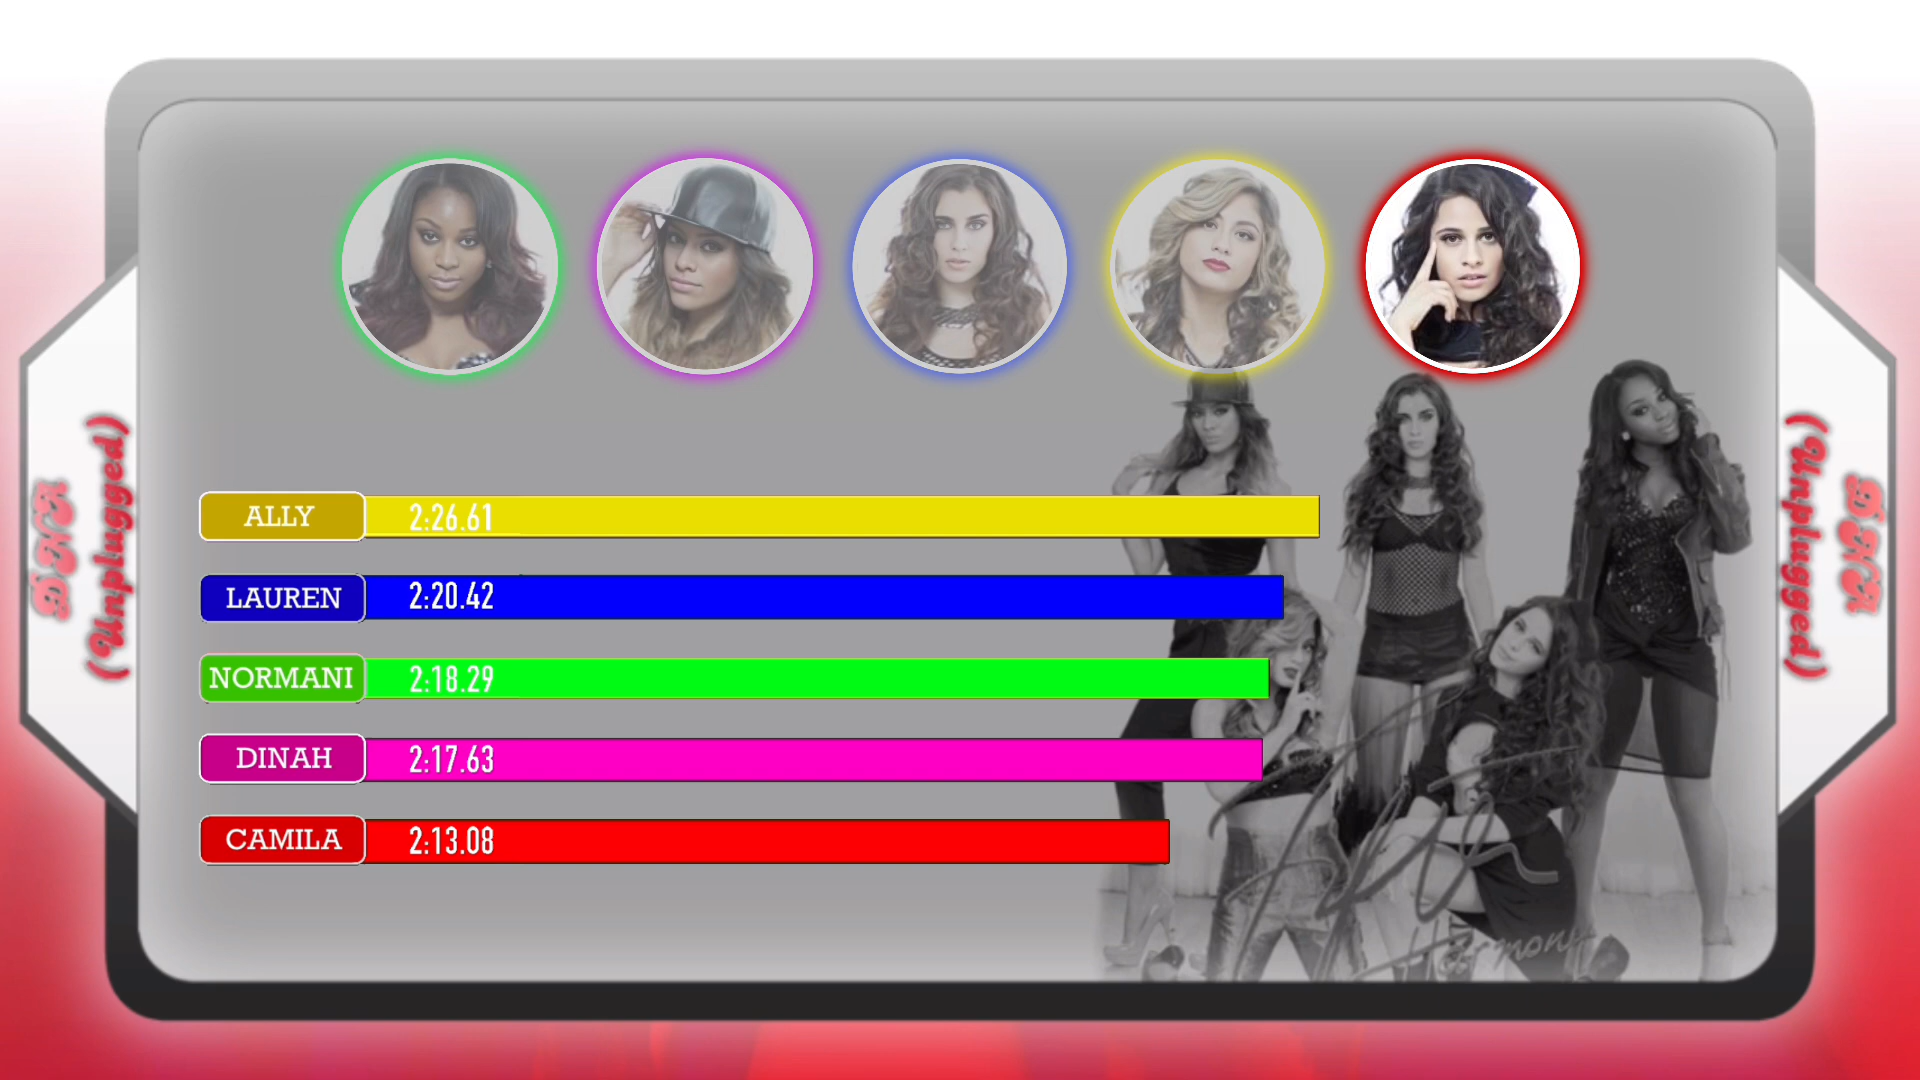 ALLY 2:26.61
LAUREN 2:20.42
NORMANI 2:18.29
DINAH 2:17.63
CAMILA 2:13.08
(Unplugged)
(Unplugged)
Harmony